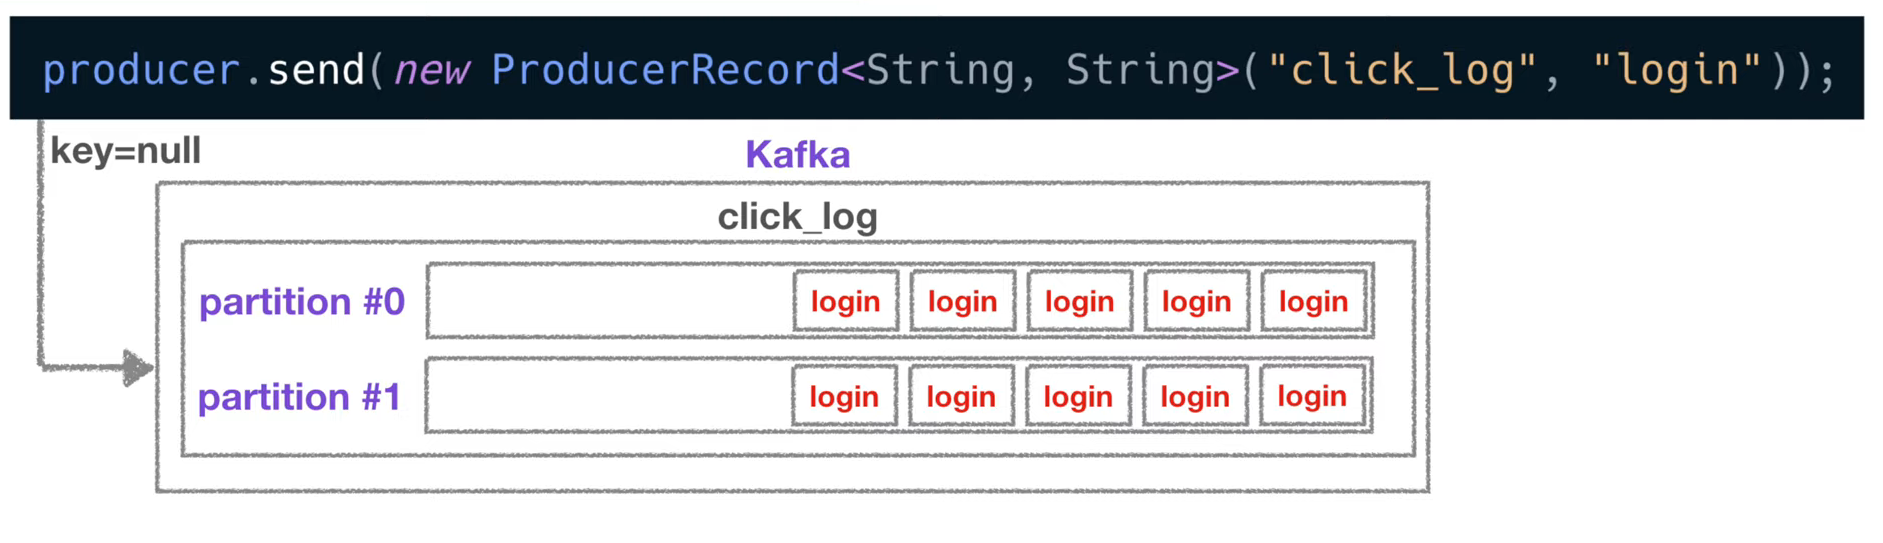 producer.send(new ProducerRecord<String, String>("click_log", "login"));
key=null
Kafka
click_log
partition #0 login login login login login
partition #1 login login login login login